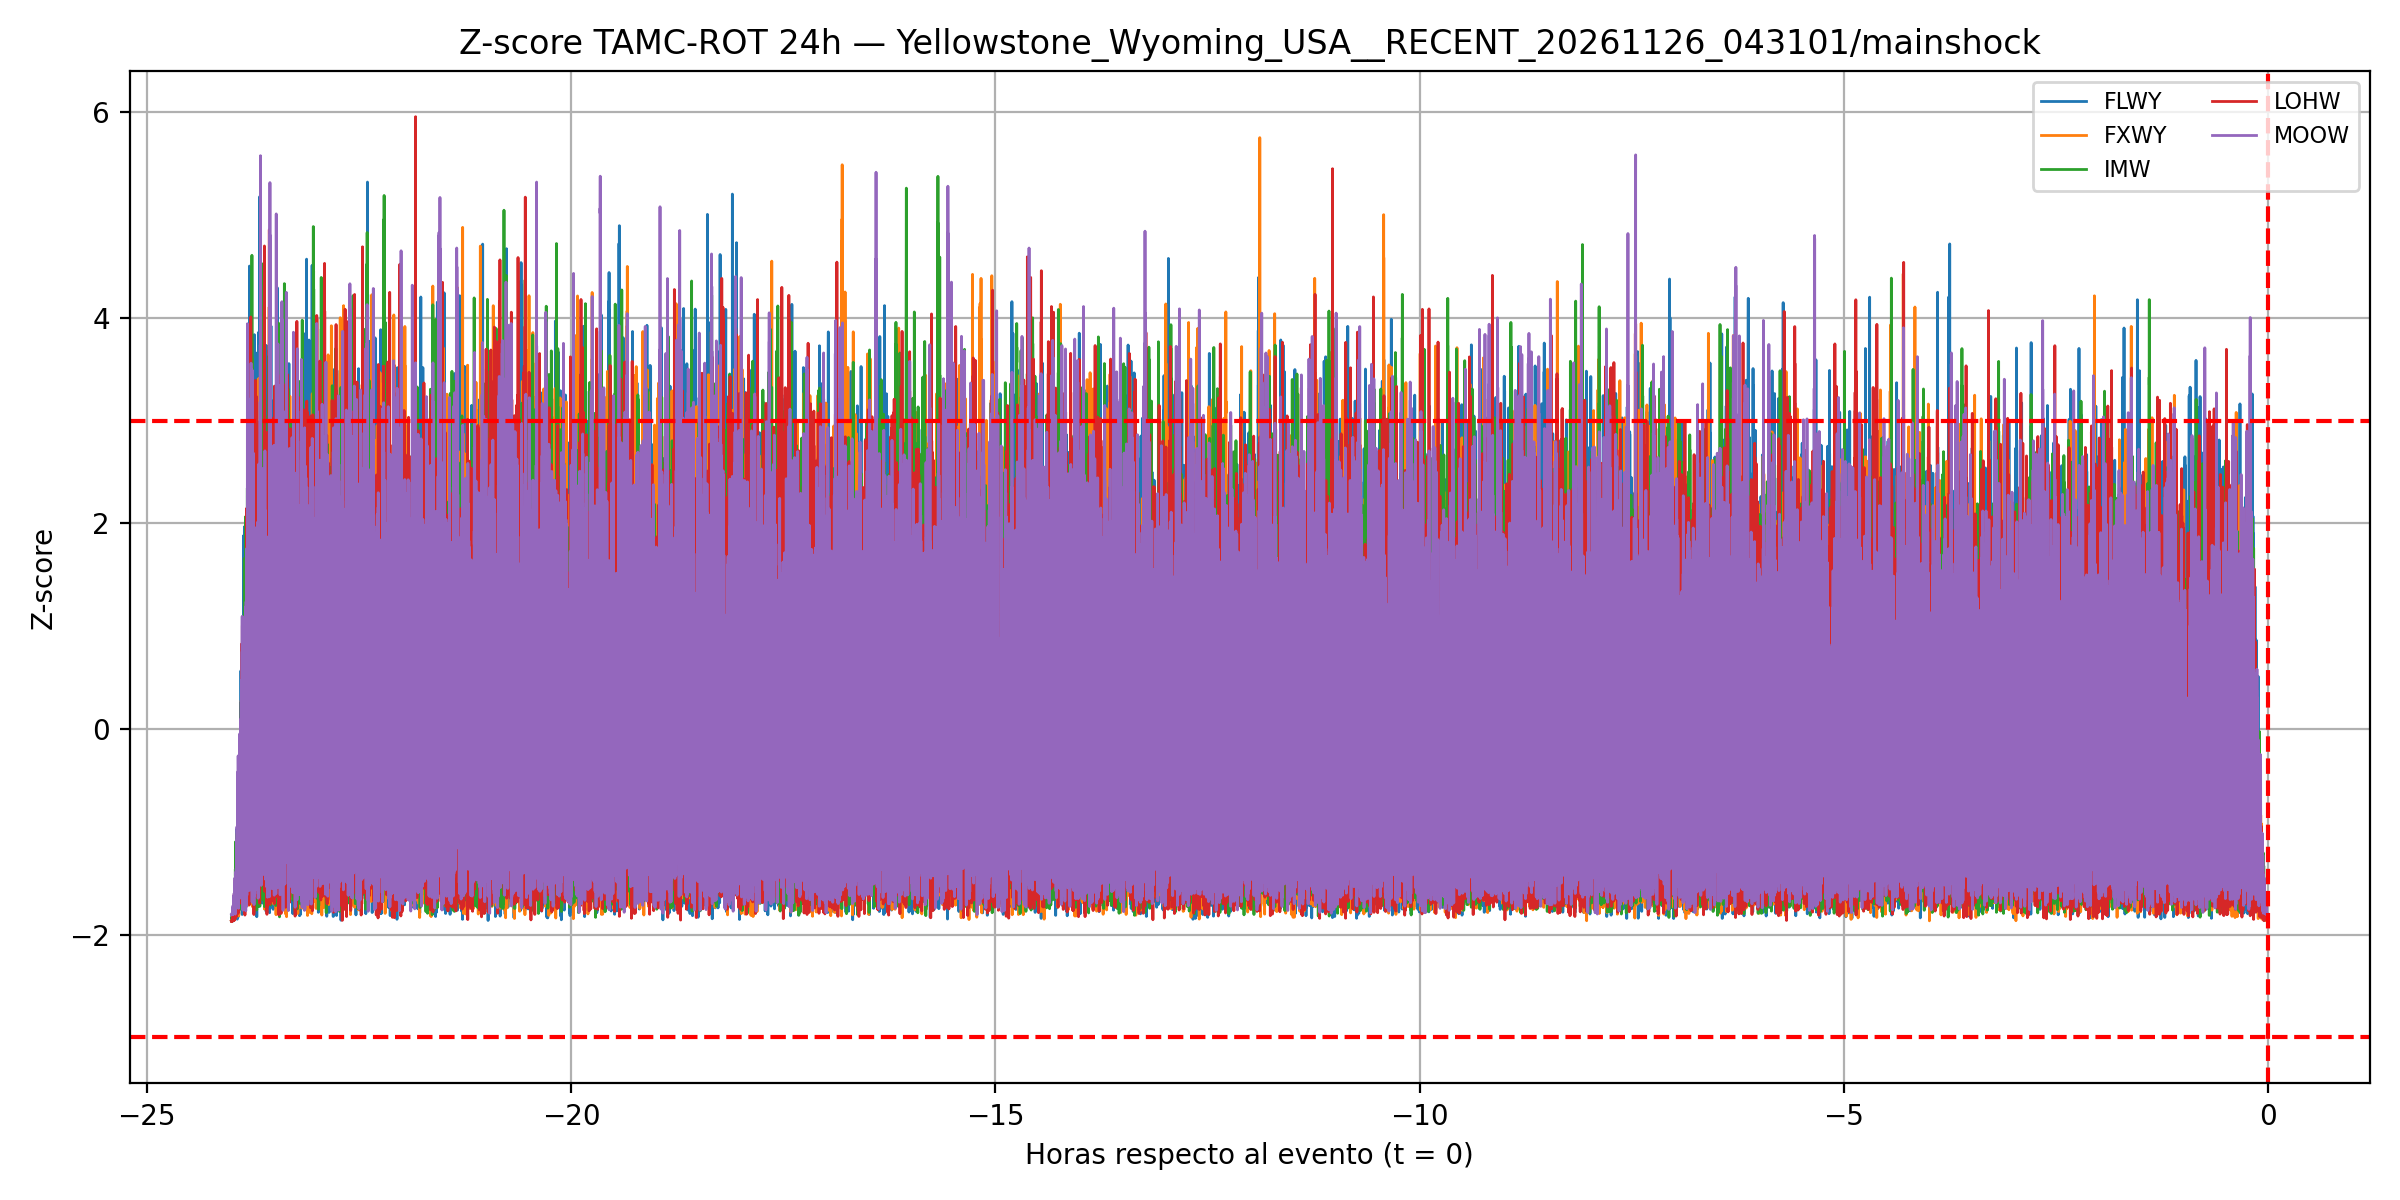 Z-score TAMC-ROT 24h — Yellowstone_Wyoming_USA__RECENT_20261126_043101/mainshock
FLWY
FXWY
IMW
LOHW
MOOW
Z-score
6
4
2
0
−2
−25
−20
−15
−10
−5
0
Horas respecto al evento (t = 0)